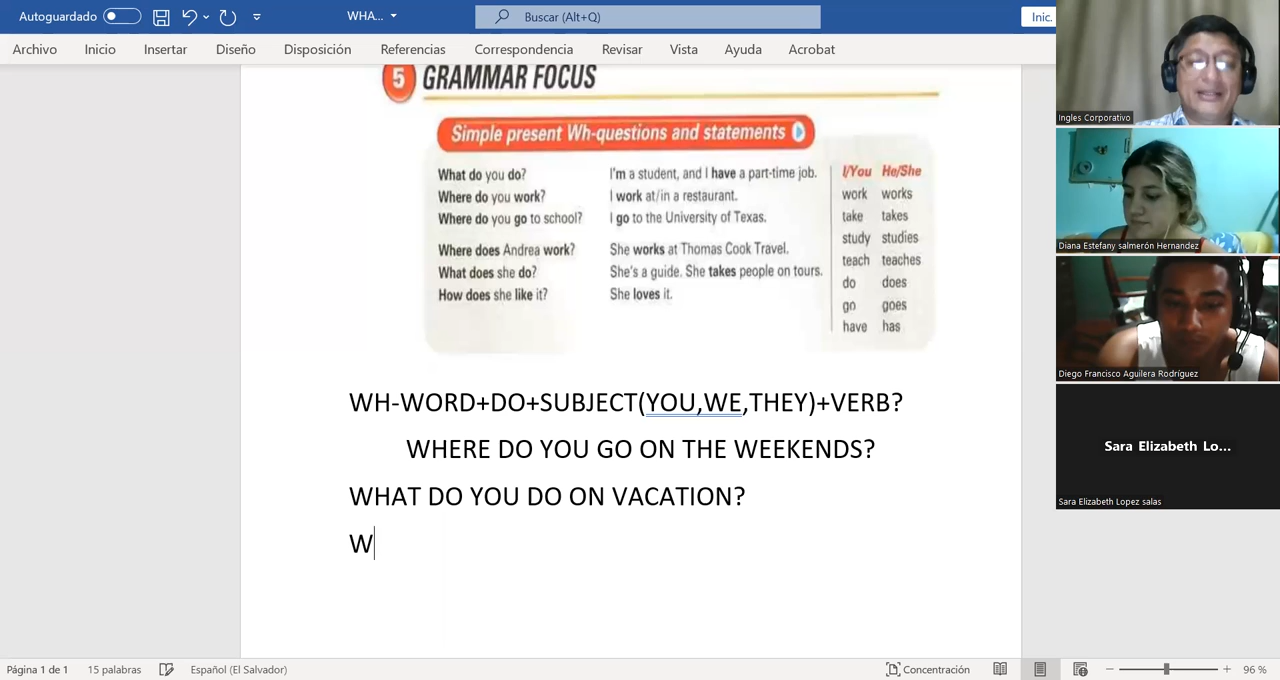 Autoguardado
WHA...
Buscar (Alt+Q)
Inic.
Archivo Inicio Insertar Diseño Disposición Referencias Correspondencia Revisar Vista Ayuda Acrobat
5 GRAMMAR FOCUS
Simple present Wh-questions and statements
What do you do? I'm a student, and I have a part-time job. I/You He/She
Where do you work? I work at/in a restaurant. work works
Where do you go to school? I go to the University of Texas. take takes
study studies
Where does Andrea work? She works at Thomas Cook Travel. teach teaches
What does she do? She's a guide. She takes people on tours. do does
How does she like it? She loves it. go goes
have has
WH-WORD+DO+SUBJECT(YOU,WE,THEY)+VERB?
WHERE DO YOU GO ON THE WEEKENDS?
WHAT DO YOU DO ON VACATION?
W
Ingles Corporativo
Diana Estefany salmerón Hernandez
Diego Francisco Aguilera Rodríguez
Sara Elizabeth Lo...
Sara Elizabeth Lopez salas
Página 1 de 1 15 palabras Español (El Salvador) Concentración 96 %